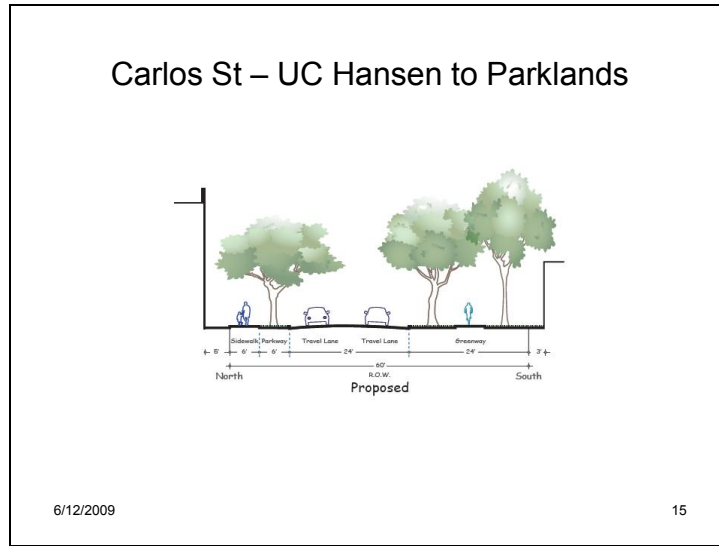 Carlos St – UC Hansen to Parklands
Sidewalk Parkway Travel Lane Travel Lane Greenway
5' 6' 6' 24' 24' 3'
60'
North R.O.W. South
Proposed
6/12/2009 15